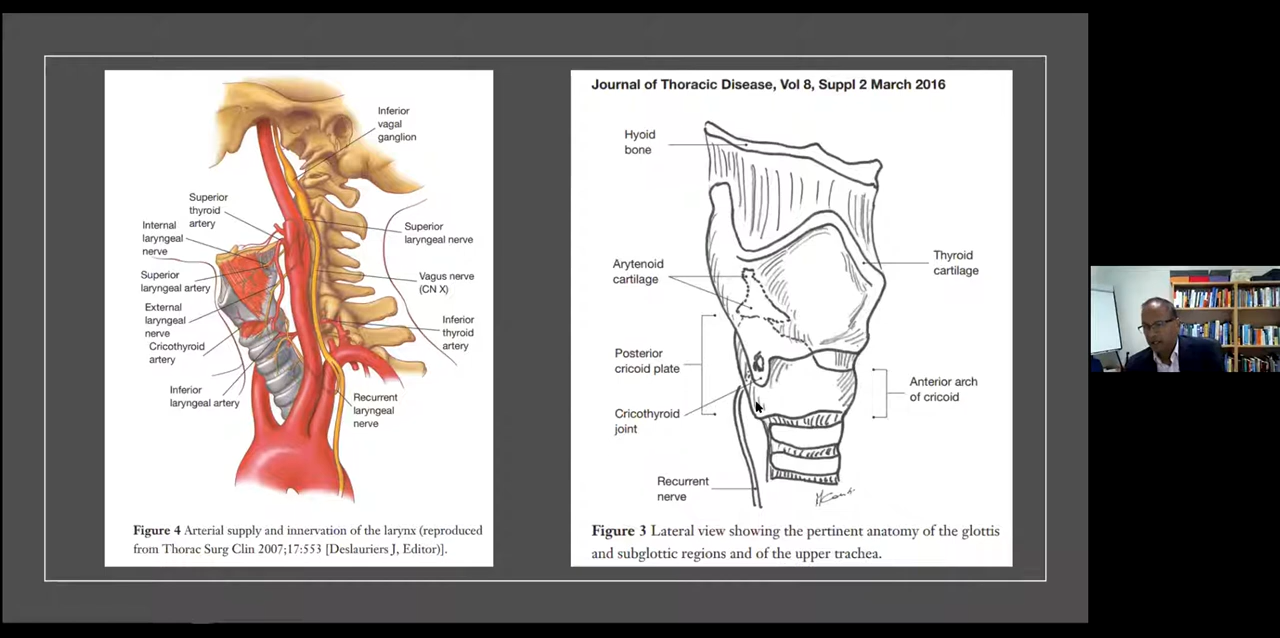 Inferior
vagal
ganglion
Superior
thyroid
artery
Internal
laryngeal
nerve
Superior
laryngeal artery
External
laryngeal
nerve
Cricothyroid
artery
Inferior
laryngeal artery
Superior
laryngeal nerve
Vagus nerve
(CN X)
Inferior
thyroid
artery
Recurrent
laryngeal
nerve
Figure 4 Arterial supply and innervation of the larynx (reproduced
from Thorac Surg Clin 2007;17:553 [Deslauriers J, Editor)].
Journal of Thoracic Disease, Vol 8, Suppl 2 March 2016
Hyoid
bone
Arytenoid
cartilage
Thyroid
cartilage
Posterior
cricoid plate
Anterior arch
of cricoid
Cricothyroid
joint
Recurrent
nerve
Figure 3 Lateral view showing the pertinent anatomy of the glottis
and subglottic regions and of the upper trachea.